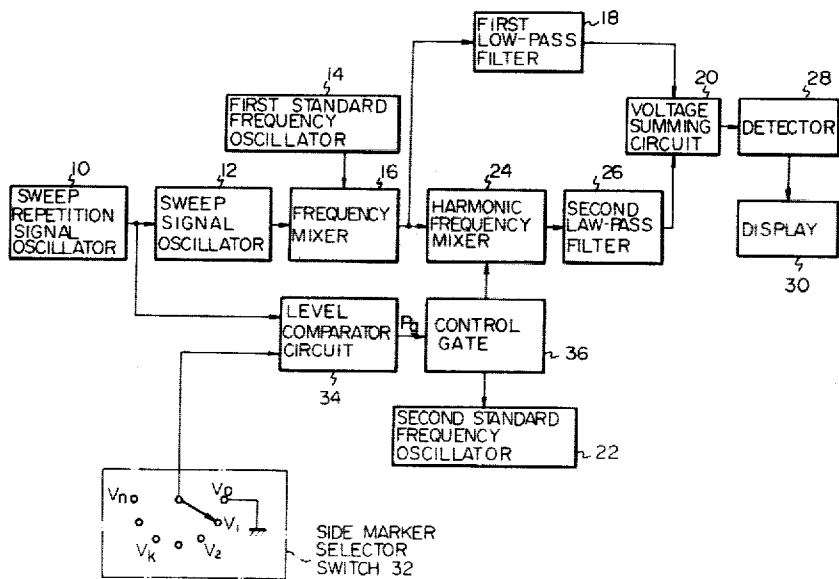 18
FIRST
LOW-PASS
FILTER
14
FIRST STANDARD
FREQUENCY
OSCILLATOR
20
VOLTAGE
SUMMING
CIRCUIT
28
DETECTOR
10
SWEEP
REPETITION
SIGNAL
OSCILLATOR
12
SWEEP
SIGNAL
OSCILLATOR
16
FREQUENCY
MIXER
24
HARMONIC
FREQUENCY
MIXER
26
SECOND
LAW-PASS
FILTER
DISPLAY
30
LEVEL
COMPARATOR
CIRCUIT
34
Pg
CONTROL
GATE
36
SECOND STANDARD
FREQUENCY
OSCILLATOR
22
Vn
Vo
V1
Vk
V2
SIDE MARKER
SELECTOR
SWITCH 32